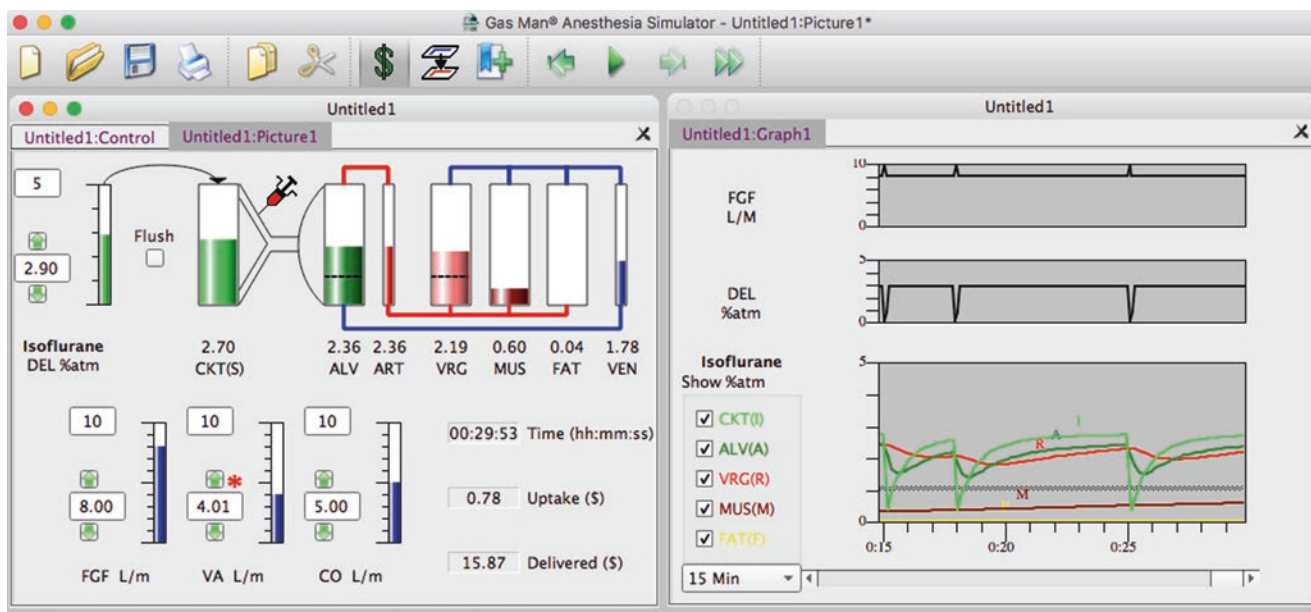 Gas Man® Anesthesia Simulator - Untitled1:Picture1*
$
Untitled1
Untitled1:Control Untitled1:Picture1 X
5
Flush
2.90
Isoflurane
DEL %atm
2.70 2.36 2.36 2.19 0.60 0.04 1.78
CKT(S) ALV ART VRG MUS FAT VEN
10 10 10
*
8.00 4.01 5.00
FGF L/m VA L/m CO L/m
00:29:53 Time (hh:mm:ss)
0.78 Uptake ($)
15.87 Delivered ($)
Untitled1
Untitled1:Graph1 X
FGF
L/M
10
0
DEL
%atm
5
0
Isoflurane
Show %atm
CKT(I)
ALV(A)
VRG(R)
MUS(M)
FAT(F)
5
I
A
R
M
0
0:15 0:20 0:25
15 Min